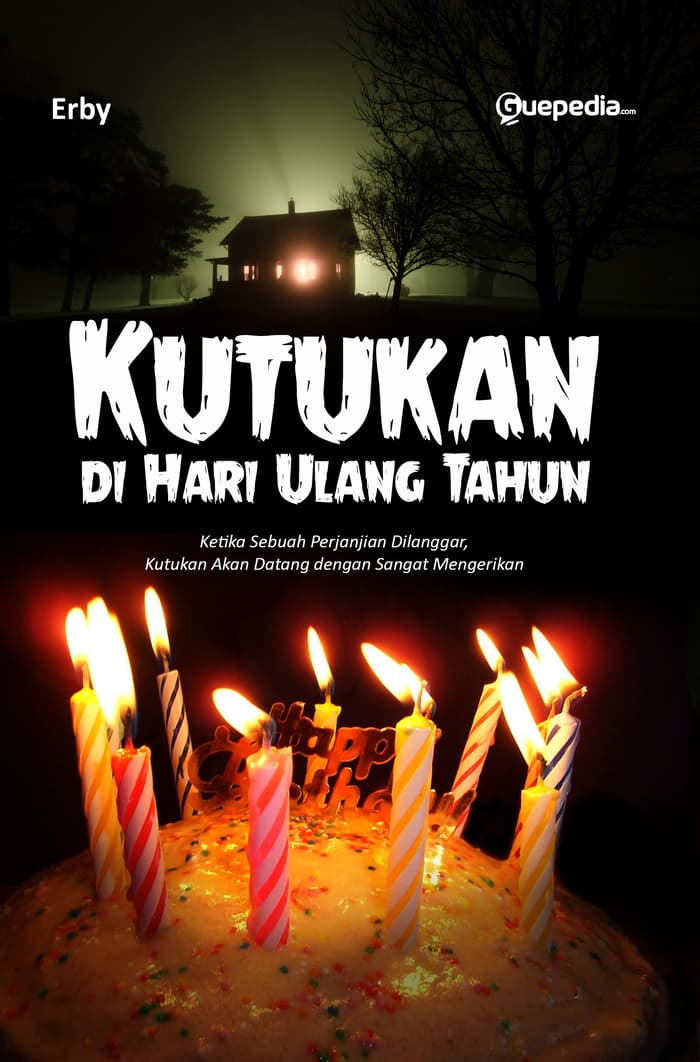 Erby
Guepedia.com
KUTUKAN
DI HARI ULANG TAHUN
Ketika Sebuah Perjanjian Dilanggar,
Kutukan Akan Datang dengan Sangat Mengerikan
Happy
Birthday